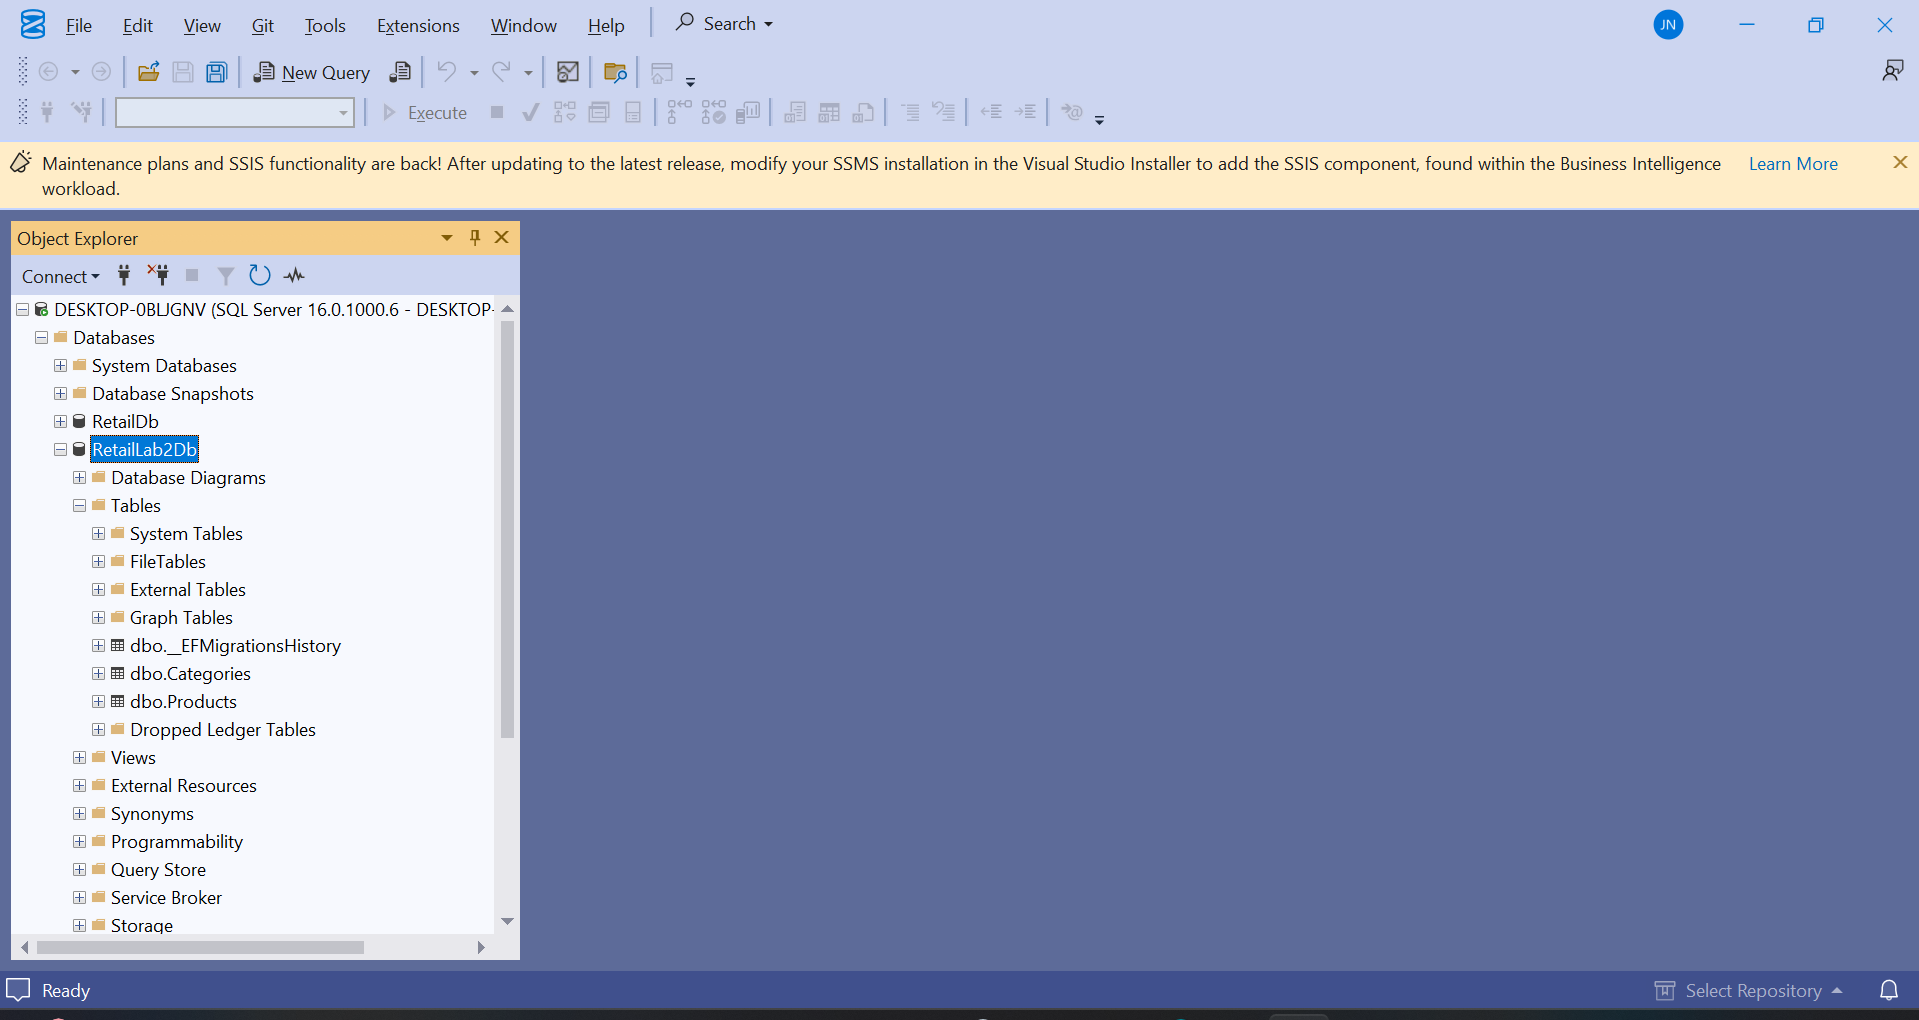 File Edit View Git Tools Extensions Window Help Search JN
New Query
Execute
Maintenance plans and SSIS functionality are back! After updating to the latest release, modify your SSMS installation in the Visual Studio Installer to add the SSIS component, found within the Business Intelligence Learn More
workload.
Object Explorer
Connect
DESKTOP-0BLJGNV (SQL Server 16.0.1000.6 - DESKTOP-
Databases
System Databases
Database Snapshots
RetailDb
RetailLab2Db
Database Diagrams
Tables
System Tables
FileTables
External Tables
Graph Tables
dbo.__EFMigrationsHistory
dbo.Categories
dbo.Products
Dropped Ledger Tables
Views
External Resources
Synonyms
Programmability
Query Store
Service Broker
Storage
Ready Select Repository